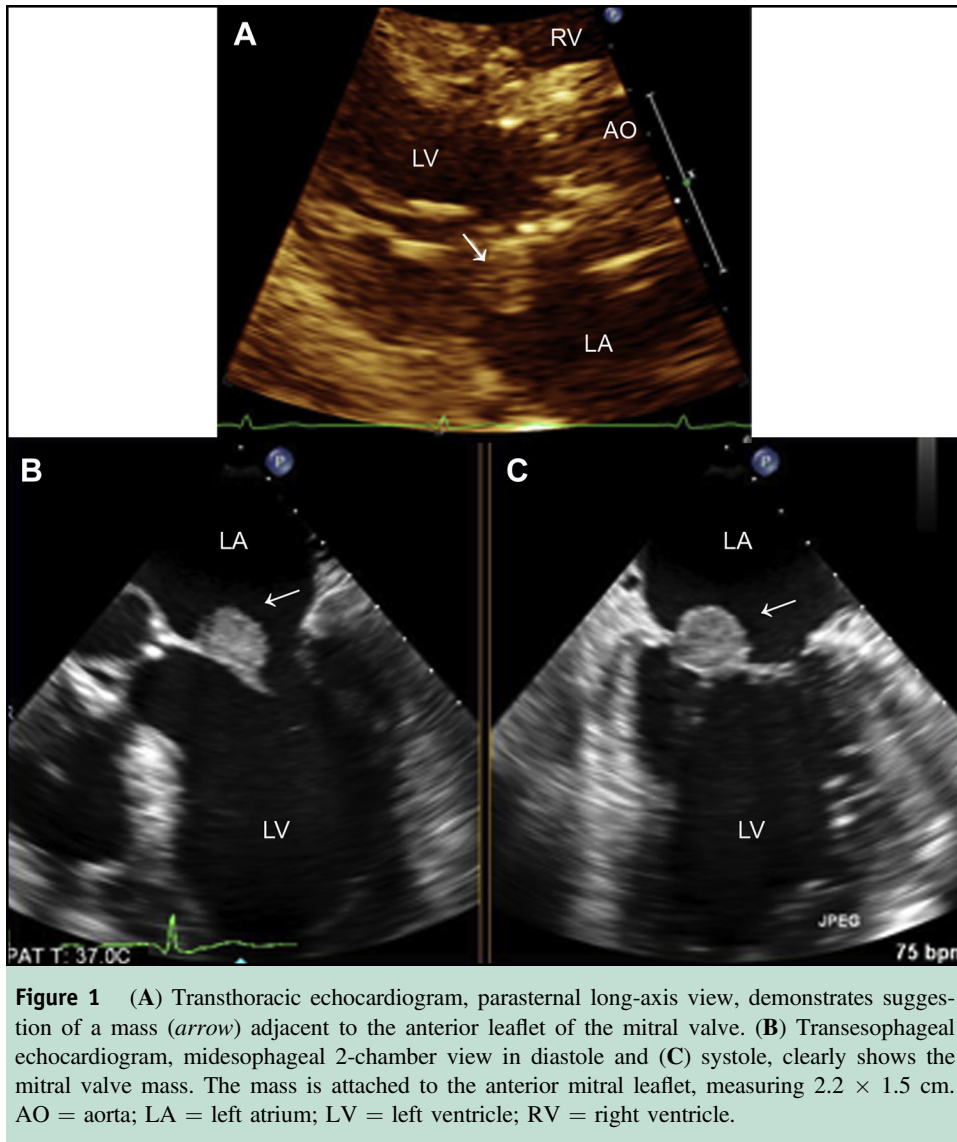 A
RV
AO
LV
LA
P
B
LA
LV
PAT T: 37.0C
P
C
LA
LV
JPEG
75 bpm
Figure 1 (A) Transthoracic echocardiogram, parasternal long-axis view, demonstrates sugges-
tion of a mass (arrow) adjacent to the anterior leaflet of the mitral valve. (B) Transesophageal
echocardiogram, midesophageal 2-chamber view in diastole and (C) systole, clearly shows the
mitral valve mass. The mass is attached to the anterior mitral leaflet, measuring 2.2 × 1.5 cm.
AO = aorta; LA = left atrium; LV = left ventricle; RV = right ventricle.